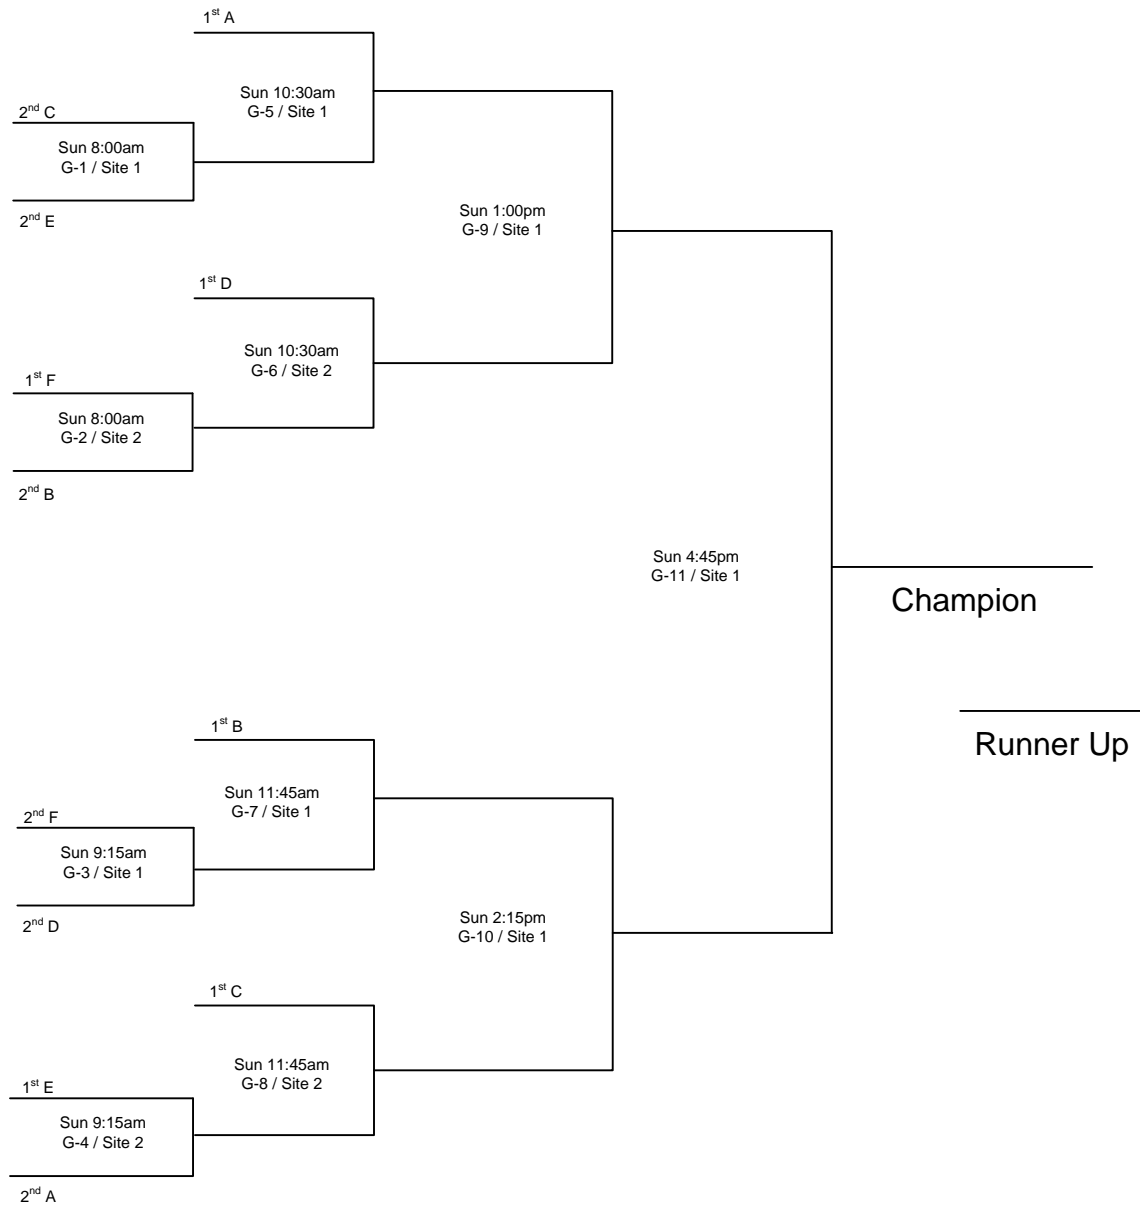 1st A
Sun 10:30am
G-5 / Site 1
2nd C
Sun 8:00am
G-1 / Site 1
2nd E
Sun 1:00pm
G-9 / Site 1
1st D
Sun 10:30am
G-6 / Site 2
1st F
Sun 8:00am
G-2 / Site 2
2nd B
Sun 4:45pm
G-11 / Site 1
Champion
Runner Up
1st B
Sun 11:45am
G-7 / Site 1
2nd F
Sun 9:15am
G-3 / Site 1
2nd D
Sun 2:15pm
G-10 / Site 1
1st C
Sun 11:45am
G-8 / Site 2
1st E
Sun 9:15am
G-4 / Site 2
2nd A